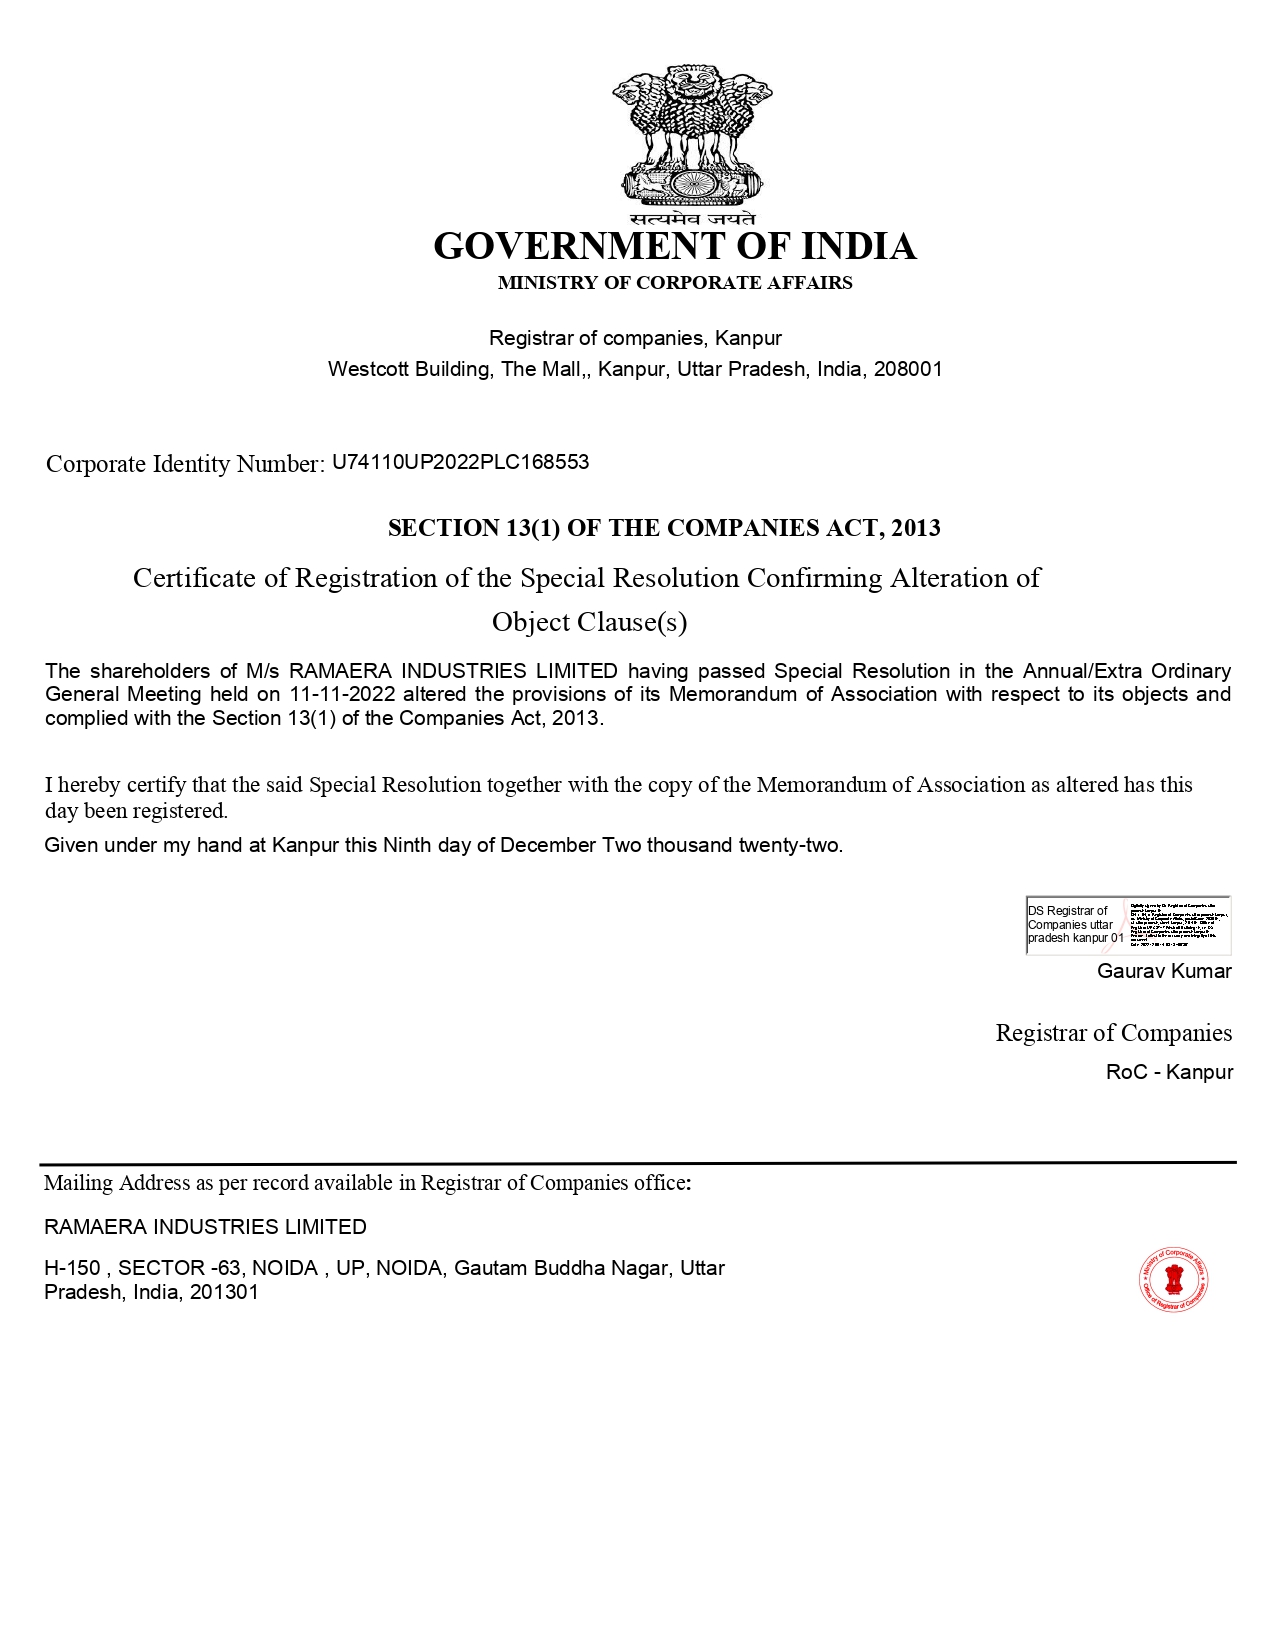 सत्यमेव जयते
GOVERNMENT OF INDIA
MINISTRY OF CORPORATE AFFAIRS
Registrar of companies, Kanpur
Westcott Building, The Mall,, Kanpur, Uttar Pradesh, India, 208001
Corporate Identity Number: U74110UP2022PLC168553
SECTION 13(1) OF THE COMPANIES ACT, 2013
Certificate of Registration of the Special Resolution Confirming Alteration of
Object Clause(s)
The shareholders of M/s RAMAERA INDUSTRIES LIMITED having passed Special Resolution in the Annual/Extra Ordinary
General Meeting held on 11-11-2022 altered the provisions of its Memorandum of Association with respect to its objects and
complied with the Section 13(1) of the Companies Act, 2013.
I hereby certify that the said Special Resolution together with the copy of the Memorandum of Association as altered has this
day been registered.
Given under my hand at Kanpur this Ninth day of December Two thousand twenty-two.
DS Registrar of
Companies uttar
pradesh kanpur 01
Gaurav Kumar
Registrar of Companies
RoC - Kanpur
Mailing Address as per record available in Registrar of Companies office:
RAMAERA INDUSTRIES LIMITED
H-150 , SECTOR -63, NOIDA , UP, NOIDA, Gautam Buddha Nagar, Uttar
Pradesh, India, 201301
Ministry of Corporate Affairs
Office of Registrar of Companies